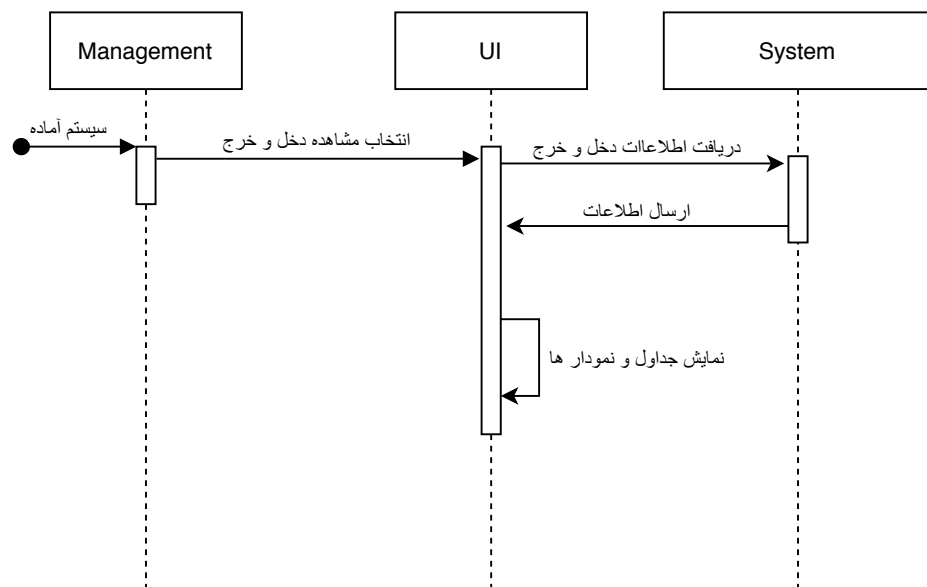 Management
UI
System
سیستم آماده
انتخاب مشاهده دخل و خرج
دریافت اطلاعاات دخل و خرج
ارسال اطلاعات
نمایش جداول و نمودار ها